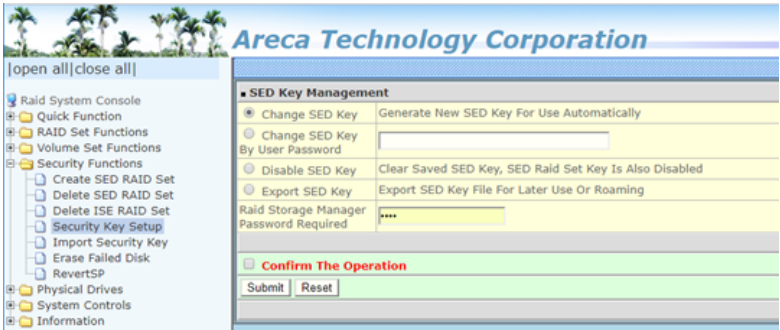 Areca Technology Corporation
|open all|close all|
Raid System Console
Quick Function
RAID Set Functions
Volume Set Functions
Security Functions
Create SED RAID Set
Delete SED RAID Set
Delete ISE RAID Set
Security Key Setup
Import Security Key
Erase Failed Disk
RevertSP
Physical Drives
System Controls
Information
SED Key Management
Change SED Key Generate New SED Key For Use Automatically
Change SED Key
By User Password
Disable SED Key Clear Saved SED Key, SED Raid Set Key Is Also Disabled
Export SED Key Export SED Key File For Later Use Or Roaming
Raid Storage Manager
Password Required ••••
Confirm The Operation
Submit Reset